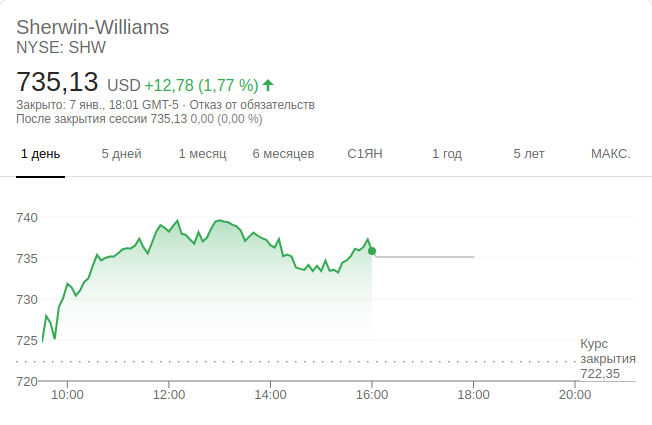 Sherwin-Williams
NYSE: SHW
735,13 USD +12,78 (1,77 %)
Закрыто: 7 янв., 18:01 GMT-5 · Отказ от обязательств
После закрытия сессии 735,13 0,00 (0,00 %)
1 день 5 дней 1 месяц 6 месяцев С1ЯН 1 год 5 лет МАКС.
740
735
730
725
Курс
закрытия
722,35
720
10:00 12:00 14:00 16:00 18:00 20:00